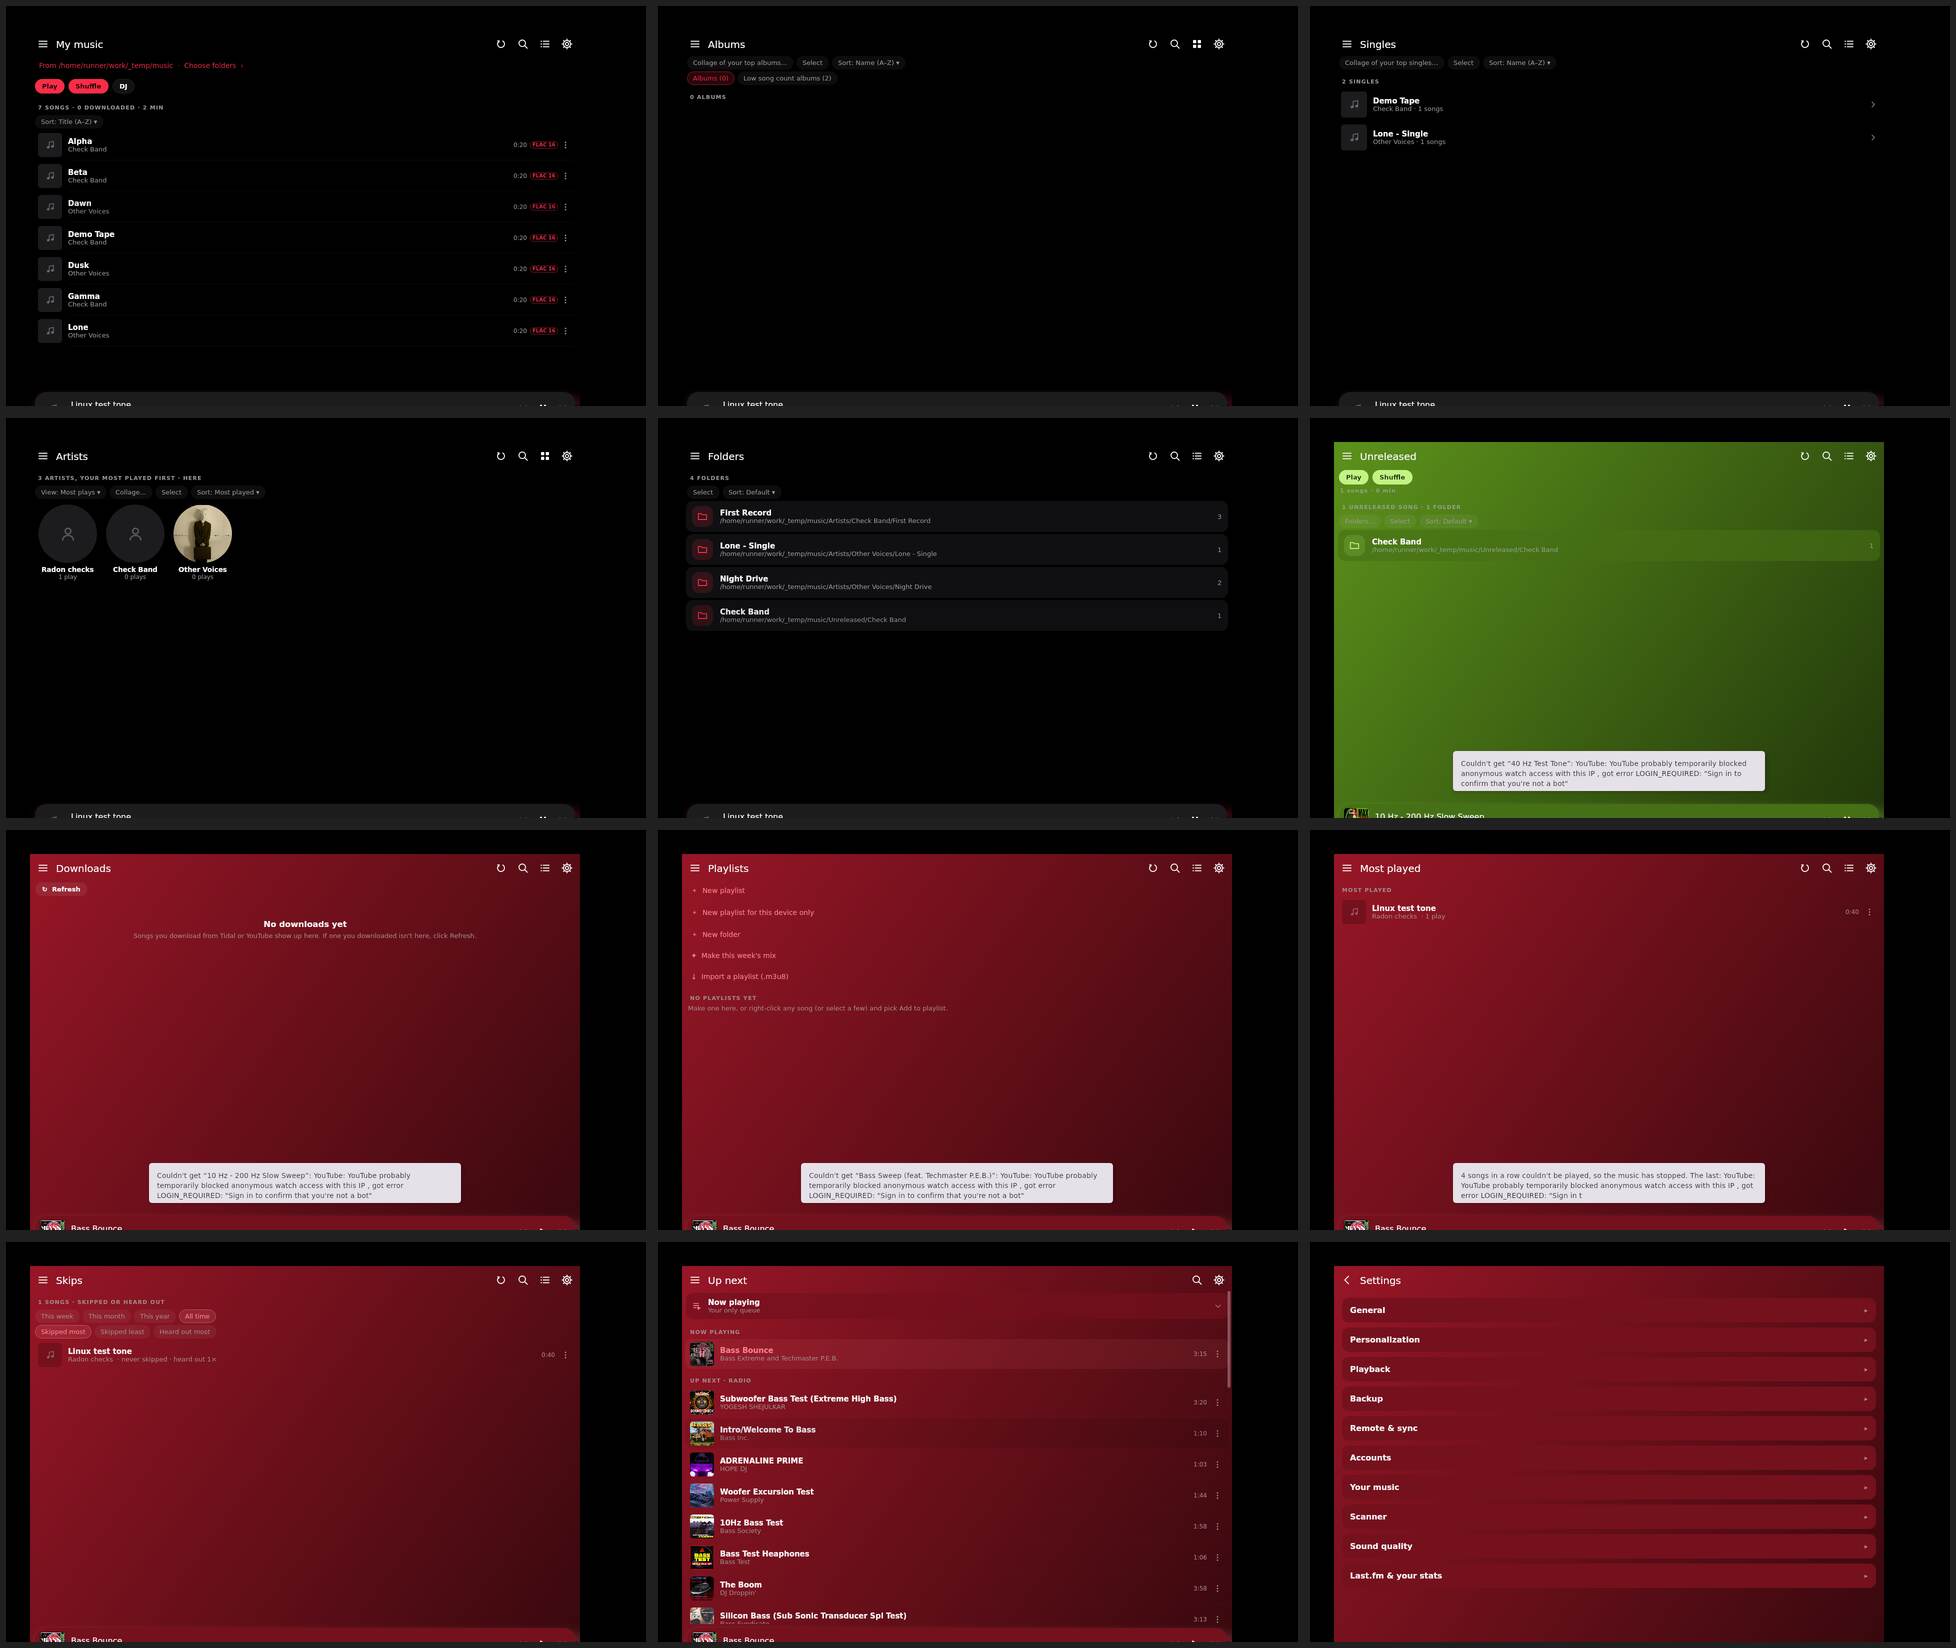 My music
From /home/runner/work/_temp/music · Choose folders ›
Play Shuffle DJ
7 SONGS · 0 DOWNLOADED · 2 MIN
Sort: Title (A–Z) ▾
Alpha
Check Band
0:20 FLAC 16
Beta
Check Band
0:20 FLAC 16
Dawn
Other Voices
0:20 FLAC 16
Demo Tape
Check Band
0:20 FLAC 16
Dusk
Other Voices
0:20 FLAC 16
Gamma
Check Band
0:20 FLAC 16
Lone
Other Voices
0:20 FLAC 16
Linux test tone
Albums
Collage of your top albums... Select Sort: Name (A–Z) ▾
Albums (0) Low song count albums (2)
0 ALBUMS
Linux test tone
Singles
Collage of your top singles... Select Sort: Name (A–Z) ▾
2 SINGLES
Demo Tape
Check Band · 1 songs
Lone - Single
Other Voices · 1 songs
Linux test tone
Artists
3 ARTISTS, YOUR MOST PLAYED FIRST · HERE
View: Most plays ▾ Collage... Select Sort: Most played ▾
Radon checks
1 play
Check Band
0 plays
Other Voices
0 plays
Linux test tone
Folders
4 FOLDERS
Select Sort: Default ▾
First Record
/home/runner/work/_temp/music/Artists/Check Band/First Record
3
Lone - Single
/home/runner/work/_temp/music/Artists/Other Voices/Lone - Single
1
Night Drive
/home/runner/work/_temp/music/Artists/Other Voices/Night Drive
2
Check Band
/home/runner/work/_temp/music/Unreleased/Check Band
1
Linux test tone
Unreleased
Play Shuffle
1 songs · 0 min
1 UNRELEASED SONG · 1 FOLDER
Folders... Select Sort: Default ▾
Check Band
/home/runner/work/_temp/music/Unreleased/Check Band
1
Couldn't get “40 Hz Test Tone”: YouTube: YouTube probably temporarily blocked
anonymous watch access with this IP , got error LOGIN_REQUIRED: “Sign in to
confirm that you're not a bot”
10 Hz - 200 Hz Slow Sweep
Downloads
↻ Refresh
No downloads yet
Songs you download from Tidal or YouTube show up here. If one you downloaded isn't here, click Refresh.
Couldn't get “10 Hz - 200 Hz Slow Sweep”: YouTube: YouTube probably
temporarily blocked anonymous watch access with this IP , got error
LOGIN_REQUIRED: “Sign in to confirm that you're not a bot”
Bass Bounce
Playlists
+ New playlist
+ New playlist for this device only
+ New folder
✦ Make this week's mix
↓ Import a playlist (.m3u8)
NO PLAYLISTS YET
Make one here, or right-click any song (or select a few) and pick Add to playlist.
Couldn't get “Bass Sweep (feat. Techmaster P.E.B.)”: YouTube: YouTube probably
temporarily blocked anonymous watch access with this IP , got error
LOGIN_REQUIRED: “Sign in to confirm that you're not a bot”
Bass Bounce
Most played
MOST PLAYED
Linux test tone
Radon checks · 1 play
0:40
4 songs in a row couldn't be played, so the music has stopped. The last: YouTube:
YouTube probably temporarily blocked anonymous watch access with this IP , got
error LOGIN_REQUIRED: “Sign in t
Bass Bounce
Skips
1 SONGS · SKIPPED OR HEARD OUT
This week This month This year All time
Skipped most Skipped least Heard out most
Linux test tone
Radon checks · never skipped · heard out 1×
0:40
Bass Bounce
Up next
Now playing
Your only queue
NOW PLAYING
Bass Bounce
Bass Extreme and Techmaster P.E.B.
3:15
UP NEXT · RADIO
Subwoofer Bass Test (Extreme High Bass)
YOGESH SHEJULKAR
3:20
Intro/Welcome To Bass
Bass Inc.
1:10
ADRENALINE PRIME
HOPE DJ
1:03
Woofer Excursion Test
Power Supply
1:44
10Hz Bass Test
Bass Society
1:58
Bass Test Heaphones
Bass Test
1:06
The Boom
DJ Droppin'
3:58
Silicon Bass (Sub Sonic Transducer Spl Test)
3:13
Bass Bounce
Settings
General
Personalization
Playback
Backup
Remote & sync
Accounts
Your music
Scanner
Sound quality
Last.fm & your stats